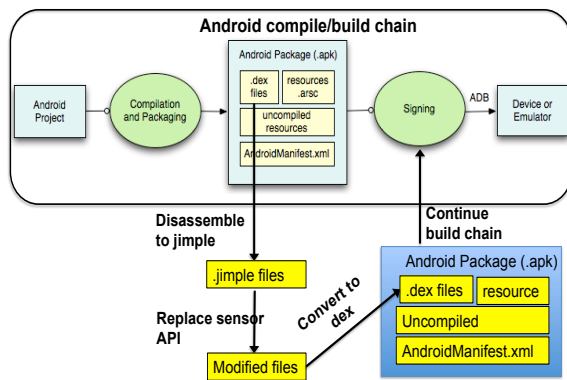 Android compile/build chain
Android Package (.apk)
Android
Project
Compilation
and Packaging
.dex
files
resources
.arsc
uncompiled
resources
AndroidManifest.xml
Signing
ADB
Device or
Emulator
Disassemble
to jimple
Continue
build chain
.jimple files
Replace sensor
API
Modified files
Convert to
dex
Android Package (.apk)
.dex files
resource
Uncompiled
AndroidManifest.xml